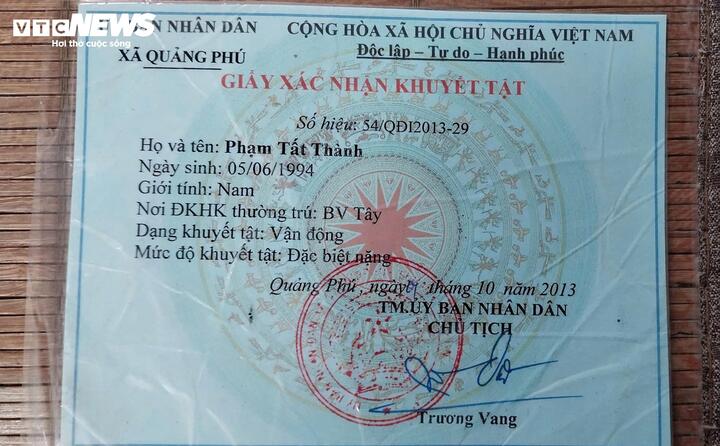 VTC NEWS
Hơi thở cuộc sống
BAN NHÂN DÂN
XÃ QUẢNG PHÚ
CỘNG HÒA XÃ HỘI CHỦ NGHĨA VIỆT NAM
Độc lập – Tự do – Hạnh phúc
GIẤY XÁC NHẬN KHUYẾT TẬT
Số hiệu: 54/QĐI2013-29
Họ và tên: Phạm Tất Thành
Ngày sinh: 05/06/1994
Giới tính: Nam
Nơi ĐKHK thường trú: BV Tây
Dạng khuyết tật: Vận động
Mức độ khuyết tật: Đặc biệt nặng
Quảng Phú, ngày tháng 10 năm 2013
TM.ỦY BAN NHÂN DÂN
CHỦ TỊCH
Trương Vang